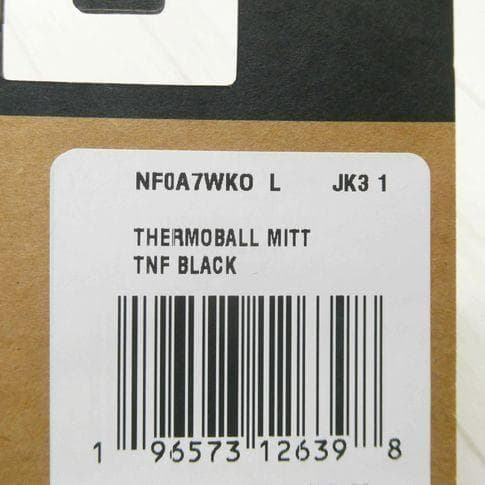 NF0A7WKO L JK3 1
THERMOBALL MITT
TNF BLACK
1 96573 12639 8